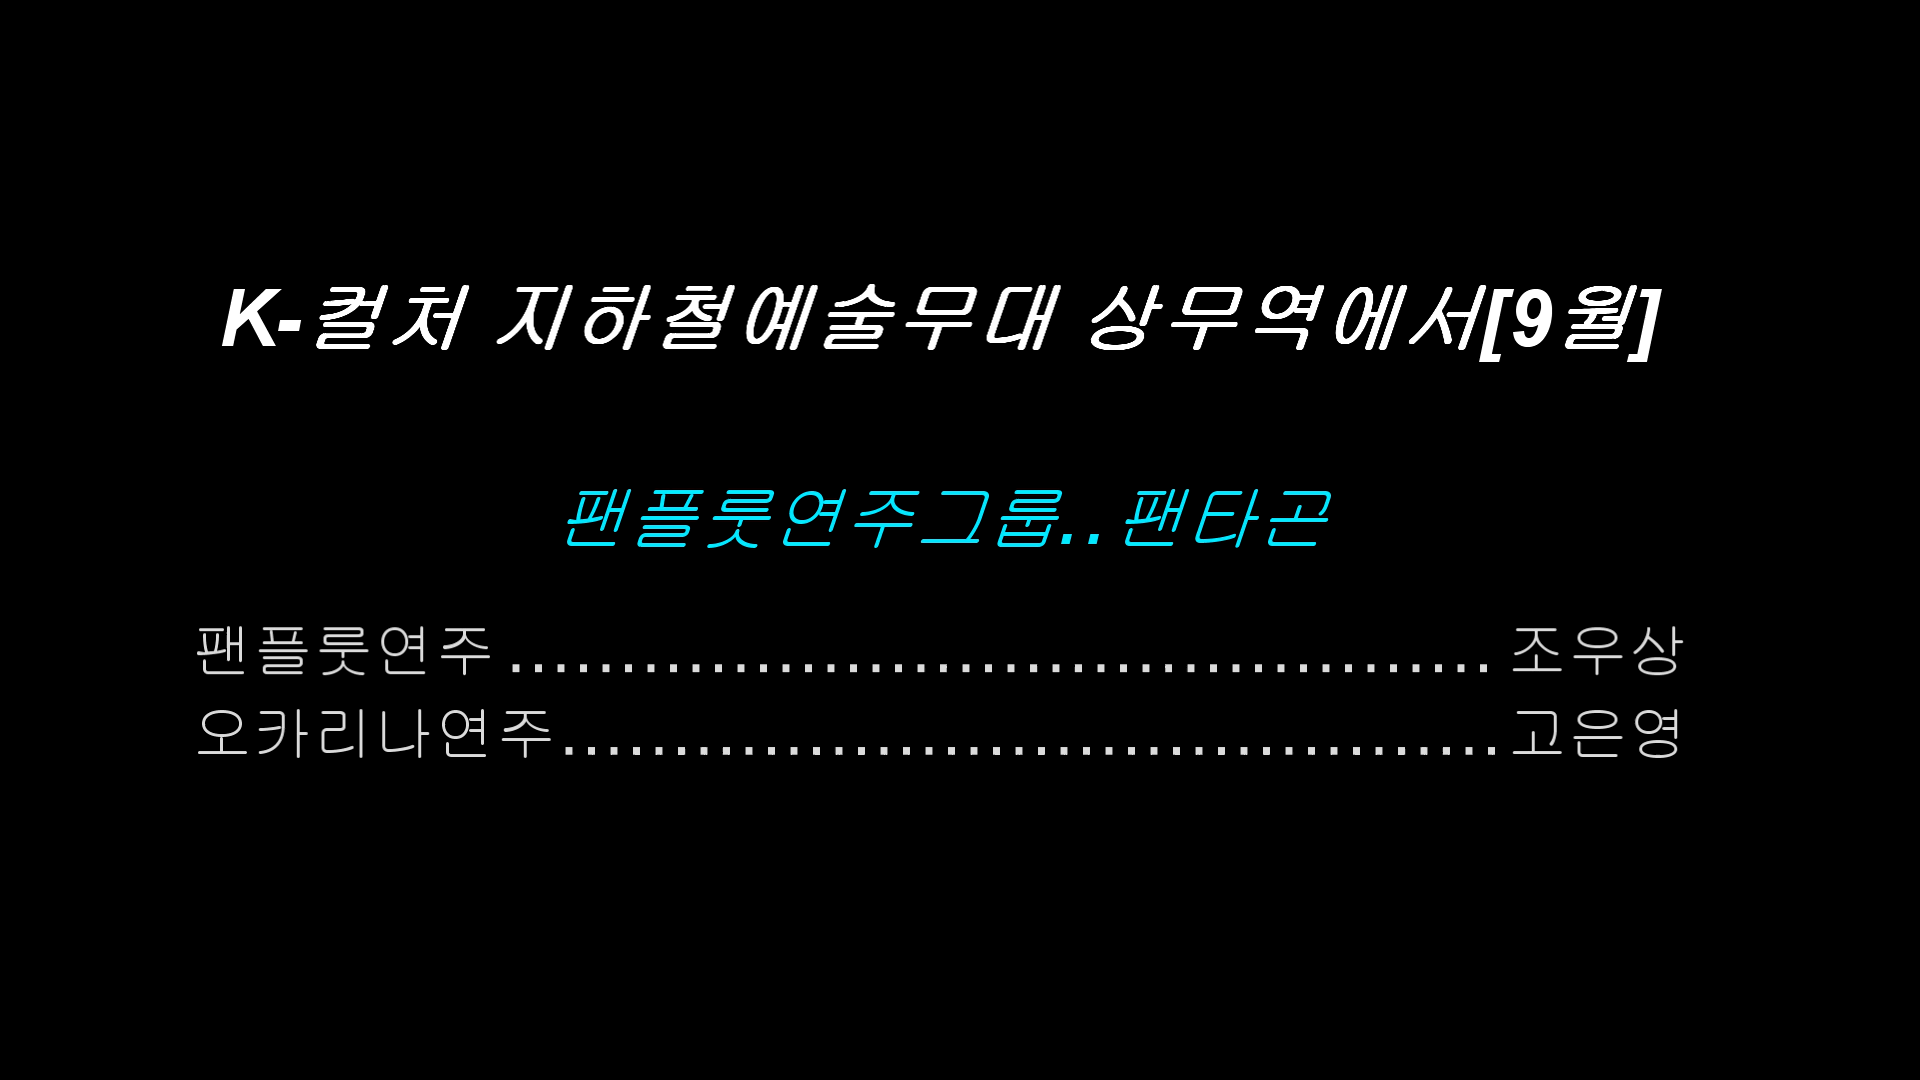 K-컬처 지하철예술무대 상무역에서[9월]
팬플룻연주그룹..팬타곤
팬플룻연주 ............................................ 조우상
오카리나연주.......................................... 고은영